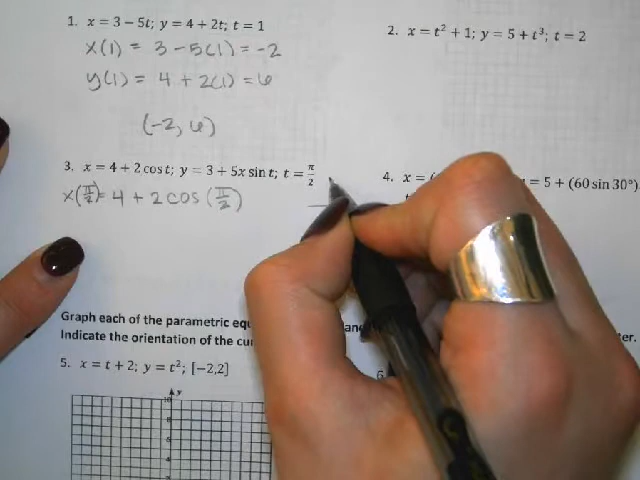 1. x = 3 − 5t; y = 4 + 2t; t = 1
x(1) = 3 - 5(1) = -2
y(1) = 4 + 2(1) = 6
(-2, 6)
2. x = t² + 1; y = 5 + t³; t = 2
3. x = 4 + 2 cos t; y = 3 + 5x sin t; t = π/2
x(π/2) = 4 + 2 cos (π/2)
4. x = (
= 5 + (60 sin 30°)
Graph each of the parametric
Indicate the orientation of the
5. x = t + 2; y = t²; [−2,2]
y